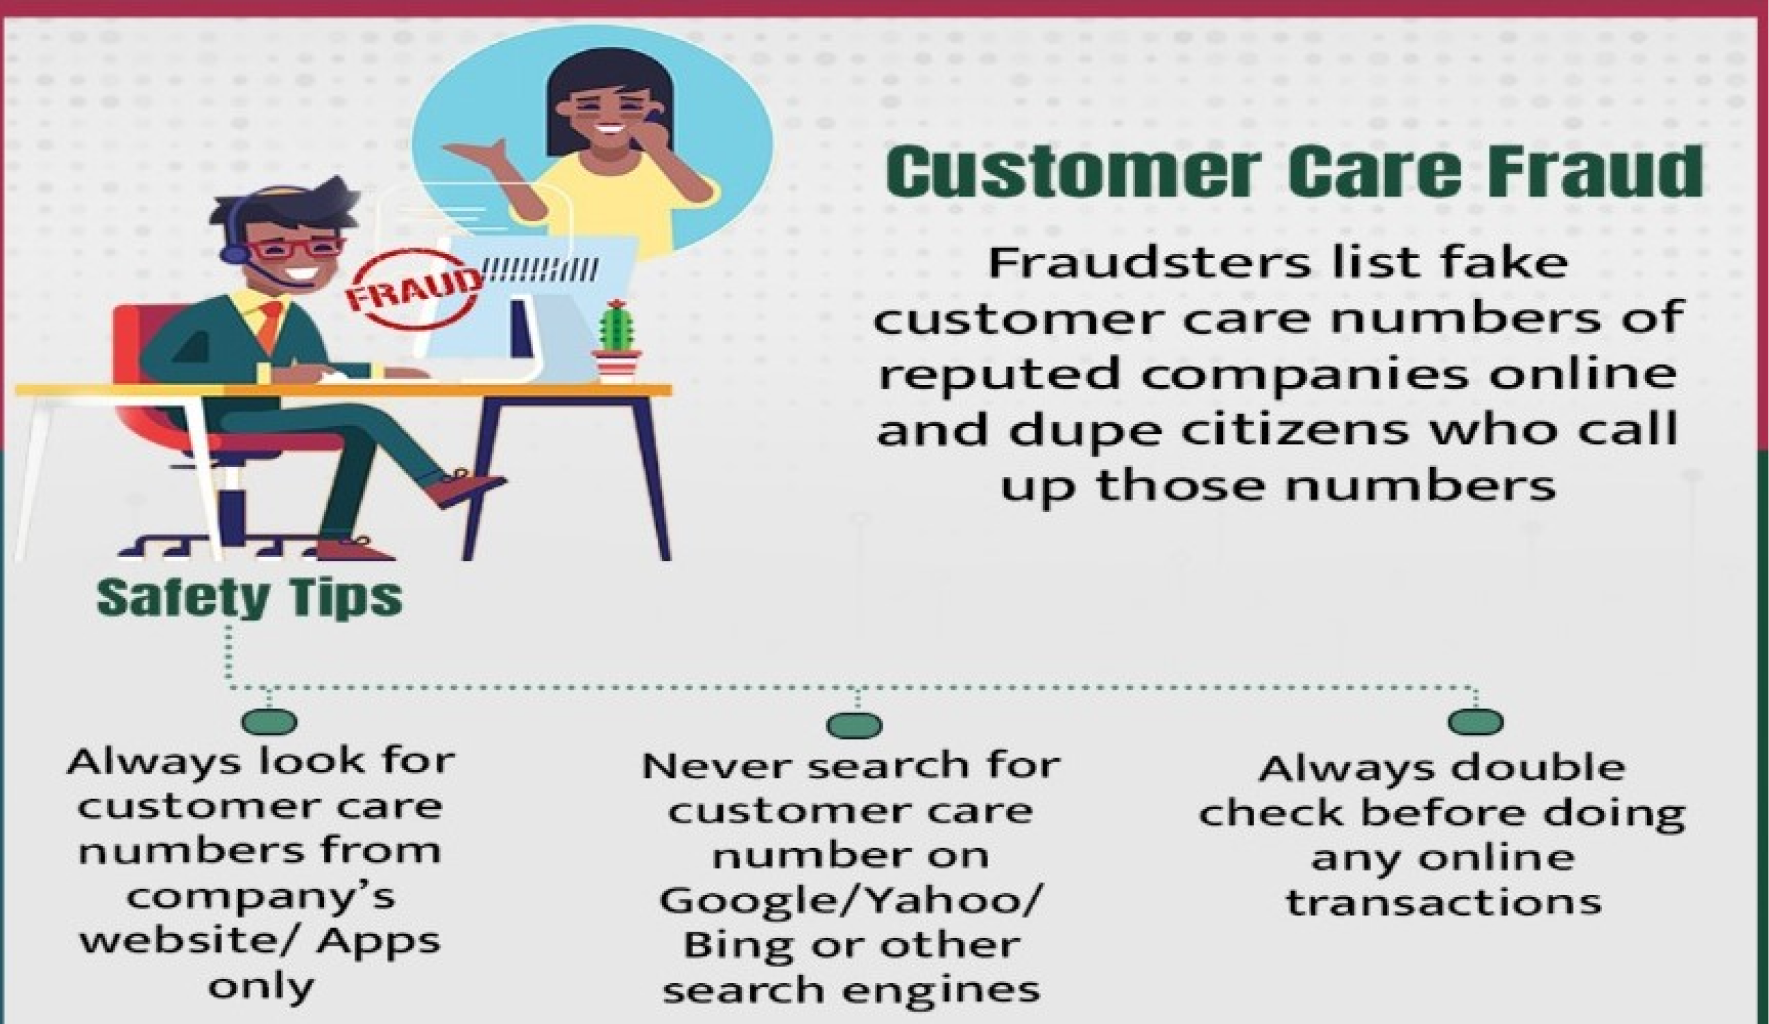 Customer Care Fraud
Fraudsters list fake
customer care numbers of
reputed companies online
and dupe citizens who call
up those numbers
FRAUD
Safety Tips
Always look for
customer care
numbers from
company's
website/ Apps
only
Never search for
customer care
number on
Google/Yahoo/
Bing or other
search engines
Always double
check before doing
any online
transactions